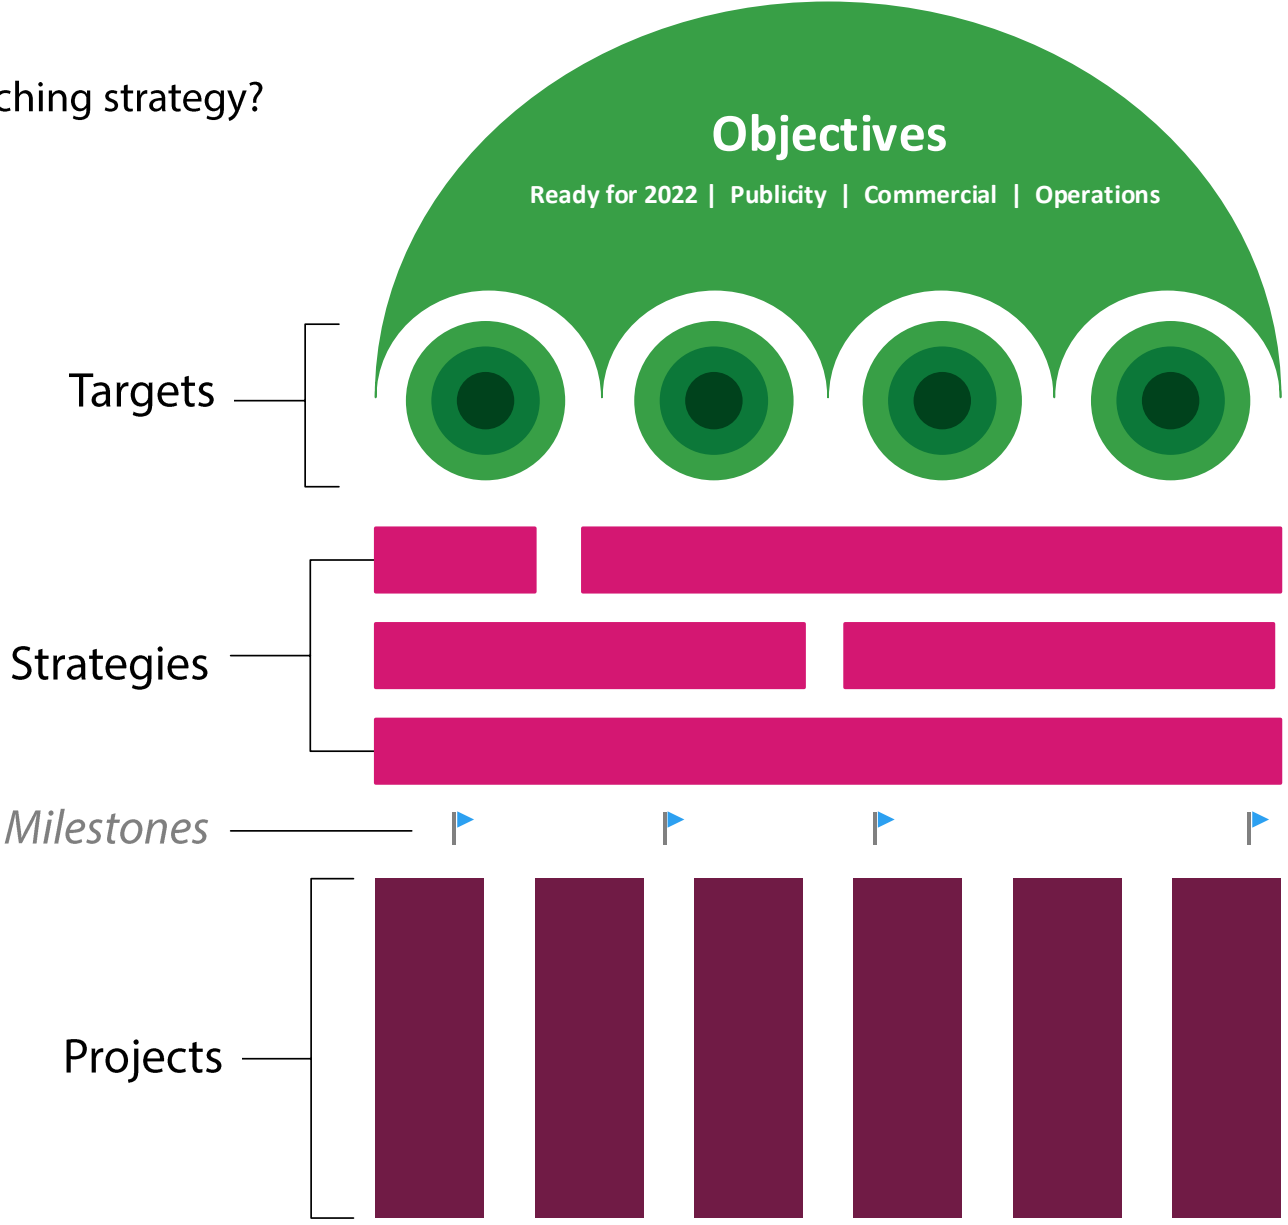 ching strategy?
Objectives
Ready for 2022 | Publicity | Commercial | Operations
Targets
Strategies
Milestones
Projects